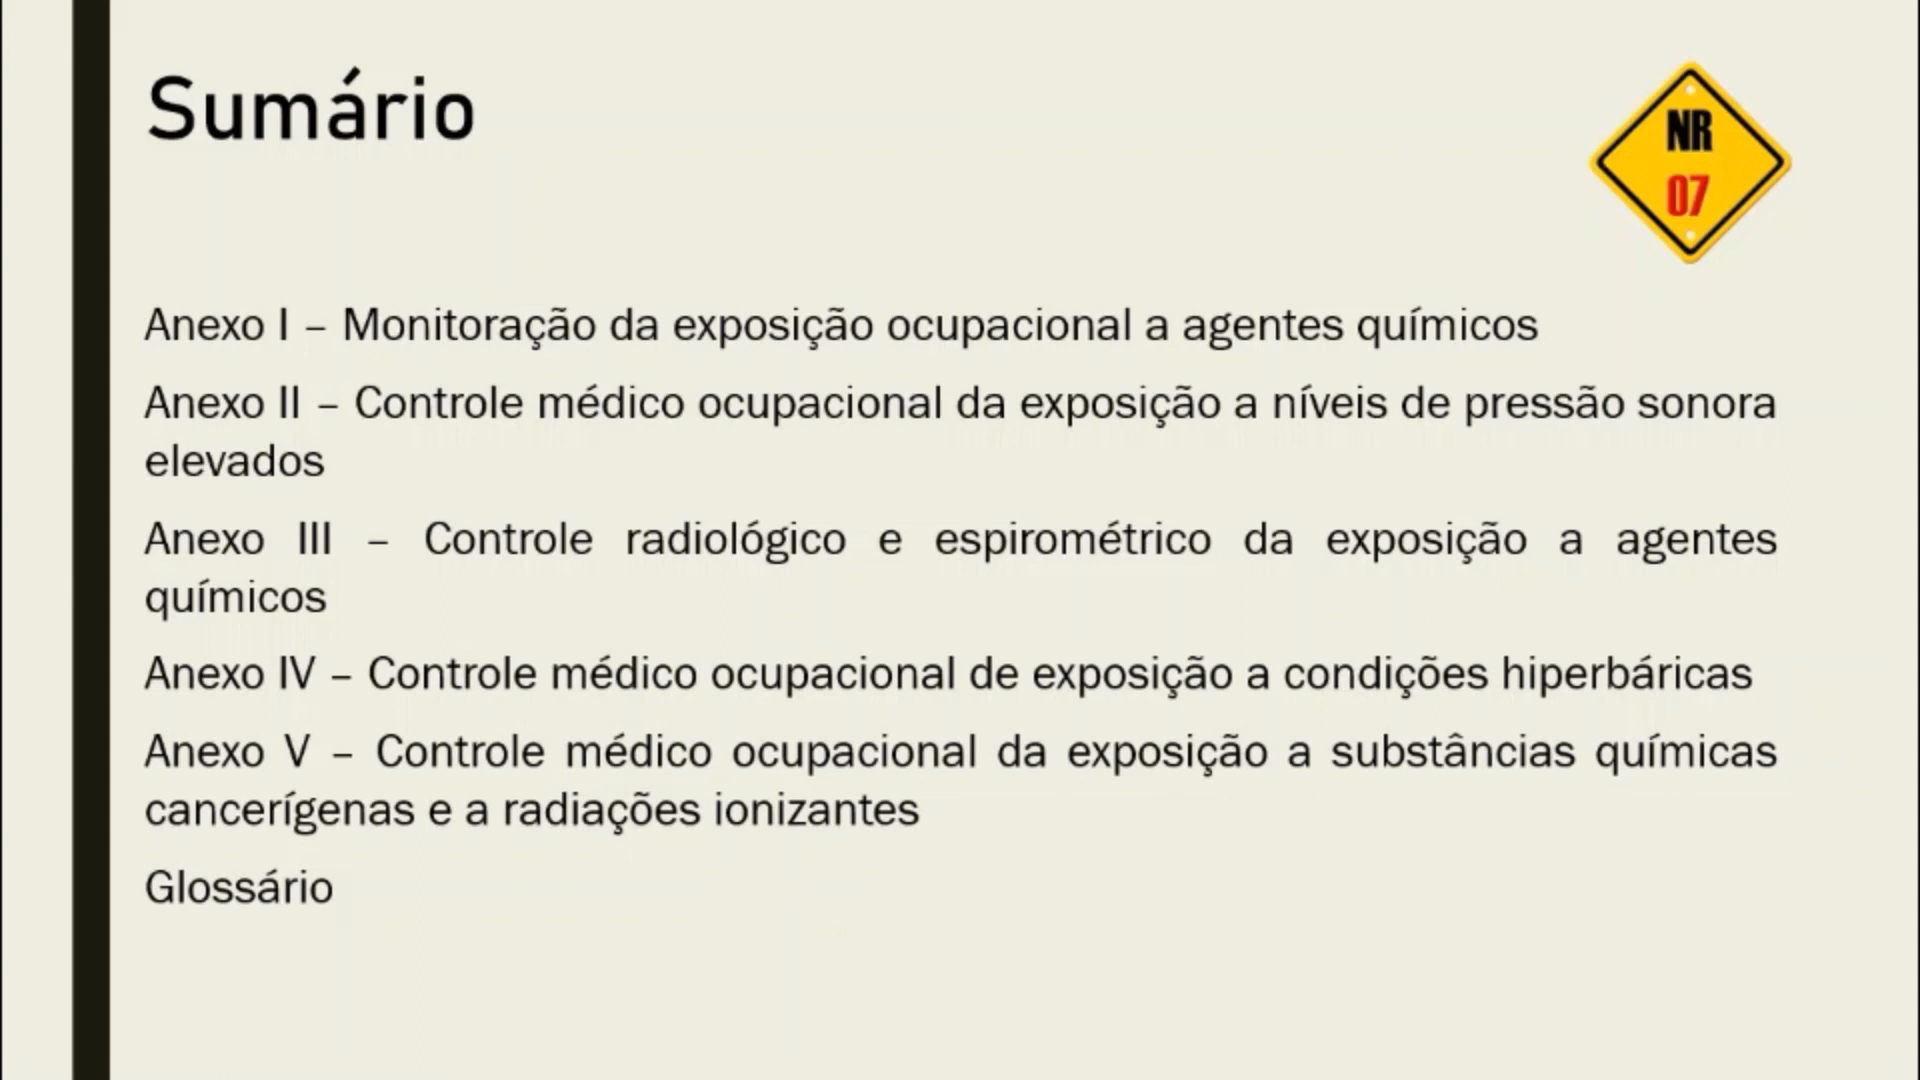 Sumário
NR
07
Anexo I – Monitoração da exposição ocupacional a agentes químicos
Anexo II – Controle médico ocupacional da exposição a níveis de pressão sonora
elevados
Anexo III – Controle radiológico e espirométrico da exposição a agentes
químicos
Anexo IV – Controle médico ocupacional de exposição a condições hiperbáricas
Anexo V – Controle médico ocupacional da exposição a substâncias químicas
cancerígenas e a radiações ionizantes
Glossário